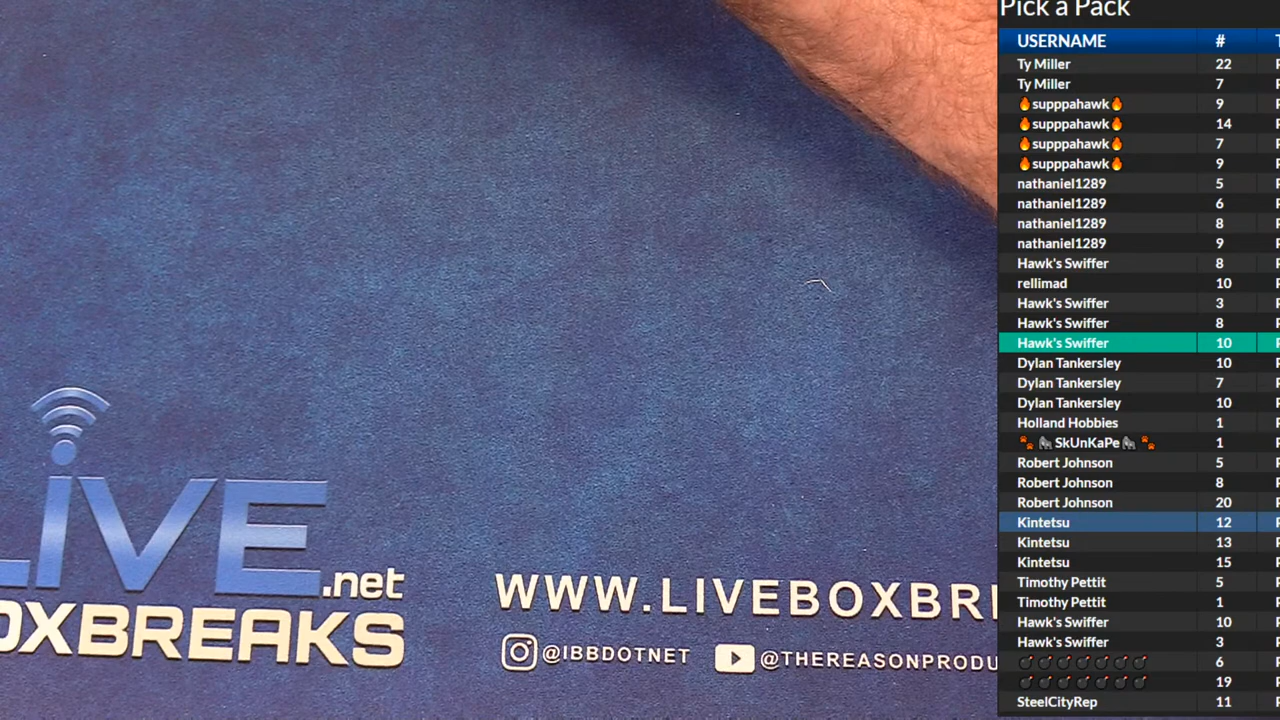 Pick a Pack
USERNAME #
Ty Miller 22
Ty Miller 7
🔥supppahawk🔥 9
🔥supppahawk🔥 14
🔥supppahawk🔥 7
🔥supppahawk🔥 9
nathaniel1289 5
nathaniel1289 6
nathaniel1289 8
nathaniel1289 9
Hawk's Swiffer 8
rellimad 10
Hawk's Swiffer 3
Hawk's Swiffer 8
Hawk's Swiffer 10
Dylan Tankersley 10
Dylan Tankersley 7
Dylan Tankersley 10
Holland Hobbies 1
🐾🦍SkUnKaPe🦍🐾 1
Robert Johnson 5
Robert Johnson 8
Robert Johnson 20
Kintetsu 12
Kintetsu 13
Kintetsu 15
Timothy Pettit 5
Timothy Pettit 1
Hawk's Swiffer 10
Hawk's Swiffer 3
💣💣💣💣💣💣💣 6
💣💣💣💣💣💣💣 19
SteelCityRep 11
LIVE.net
OXBREAKS
WWW.LIVEBOXBR
@IBBDOTNET @THEREASONPRODU